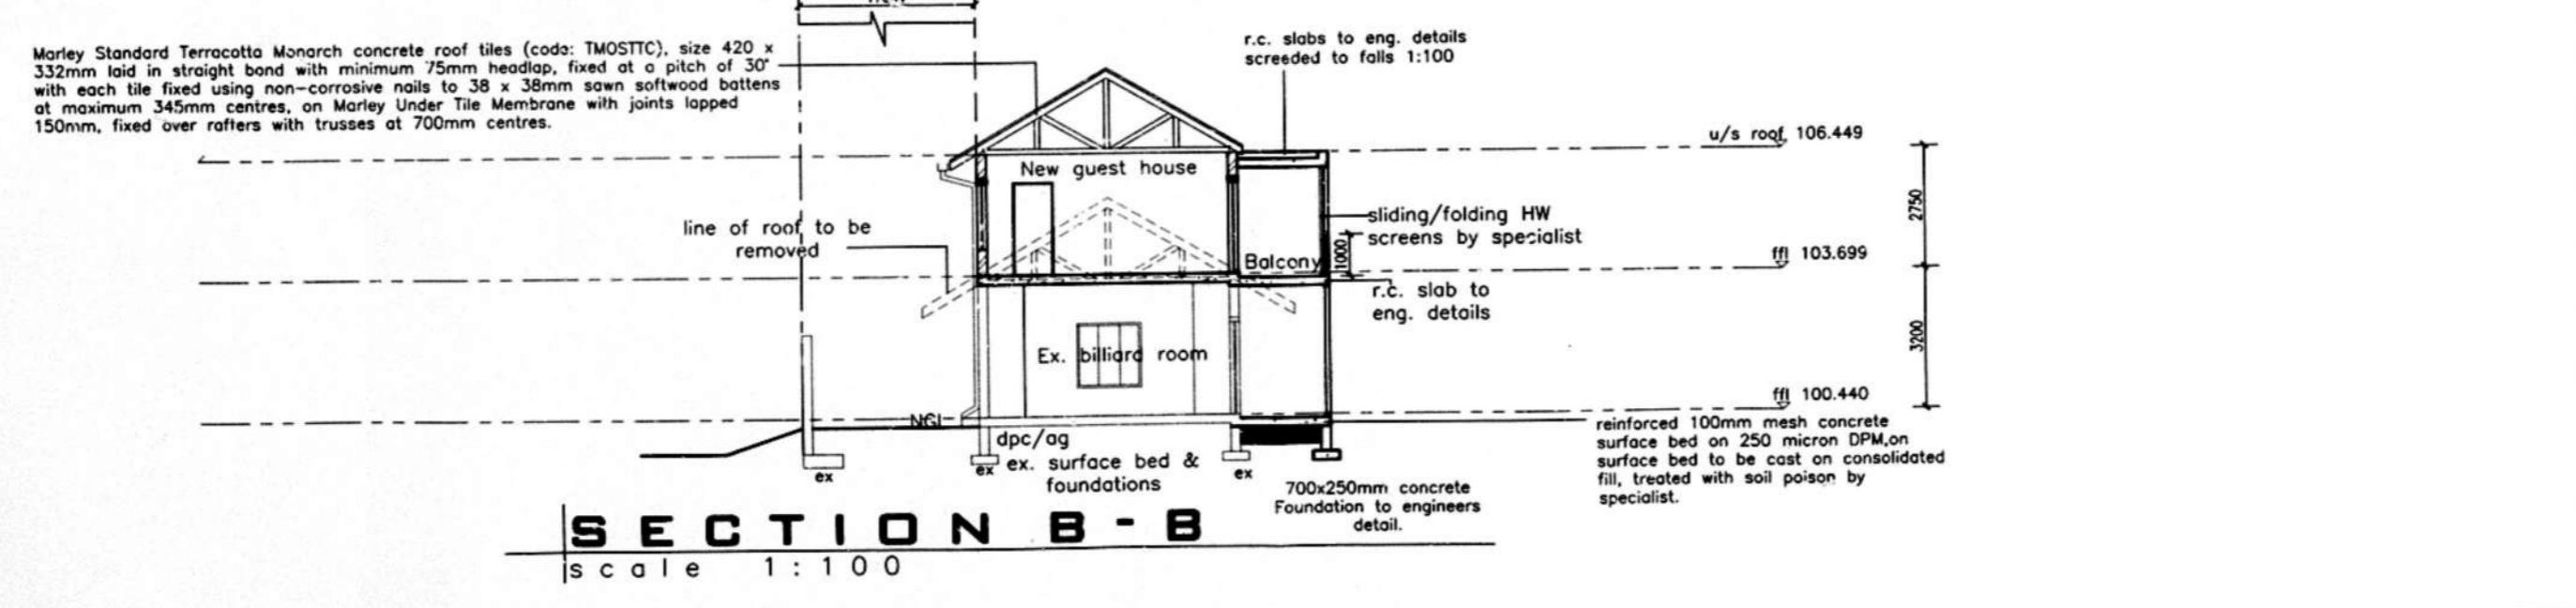 Marley Standard Terracotta Monarch concrete roof tiles (code: TMOSTTC), size 420 x
332mm laid in straight bond with minimum 75mm headlap, fixed at a pitch of 30°
with each tile fixed using non-corrosive nails to 38 x 38mm sawn softwood battens
at maximum 345mm centres, on Marley Under Tile Membrane with joints lapped
150mm, fixed over rafters with trusses at 700mm centres.
r.c. slabs to eng. details
screeded to falls 1:100
u/s roof 106.449
New guest house
2750
line of roof to be
removed
sliding/folding HW
screens by specialist
1000
Balcony
ffl 103.699
r.c. slab to
eng. details
3200
Ex. billiard room
ffl 100.440
NGL
reinforced 100mm mesh concrete
surface bed on 250 micron DPM,on
surface bed to be cast on consolidated
fill, treated with soil poison by
specialist.
dpc/ag
ex
ex
ex. surface bed &
foundations
ex
700x250mm concrete
Foundation to engineers
detail.
SECTION B-B
scale 1:100